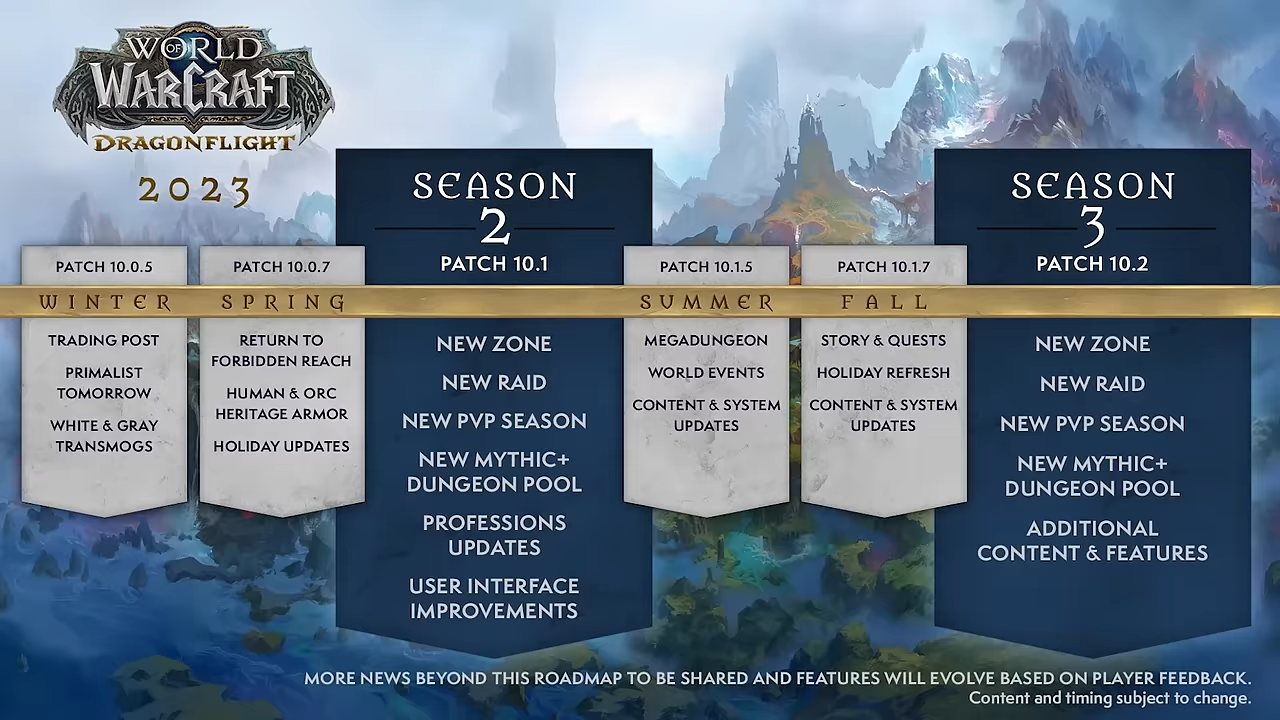 WORLD
OF
WARCRAFT
DRAGONFLIGHT
2023
PATCH 10.0.5
WINTER
TRADING POST
PRIMALIST
TOMORROW
WHITE & GRAY
TRANSMOGS
PATCH 10.0.7
SPRING
RETURN TO
FORBIDDEN REACH
HUMAN & ORC
HERITAGE ARMOR
HOLIDAY UPDATES
SEASON
2
PATCH 10.1
NEW ZONE
NEW RAID
NEW PVP SEASON
NEW MYTHIC+
DUNGEON POOL
PROFESSIONS
UPDATES
USER INTERFACE
IMPROVEMENTS
PATCH 10.1.5
SUMMER
MEGADUNGEON
WORLD EVENTS
CONTENT & SYSTEM
UPDATES
PATCH 10.1.7
FALL
STORY & QUESTS
HOLIDAY REFRESH
CONTENT & SYSTEM
UPDATES
SEASON
3
PATCH 10.2
NEW ZONE
NEW RAID
NEW PVP SEASON
NEW MYTHIC+
DUNGEON POOL
ADDITIONAL
CONTENT & FEATURES
MORE NEWS BEYOND THIS ROADMAP TO BE SHARED AND FEATURES WILL EVOLVE BASED ON PLAYER FEEDBACK.
Content and timing subject to change.